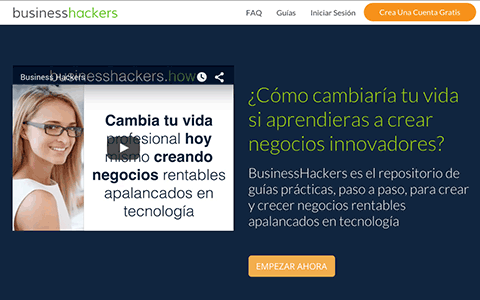 businesshackers
FAQ Guías Iniciar Sesión Crea Una Cuenta Gratis
Business Hackers
businesshackers.how
Cambia tu vida
profesional hoy
mismo creando
negocios rentables
apalancados en
tecnología
¿Cómo cambiaría tu vida
si aprendieras a crear
negocios innovadores?
BusinessHackers es el repositorio de
guías prácticas, paso a paso, para crear
y crecer negocios rentables
apalancados en tecnología
EMPEZAR AHORA